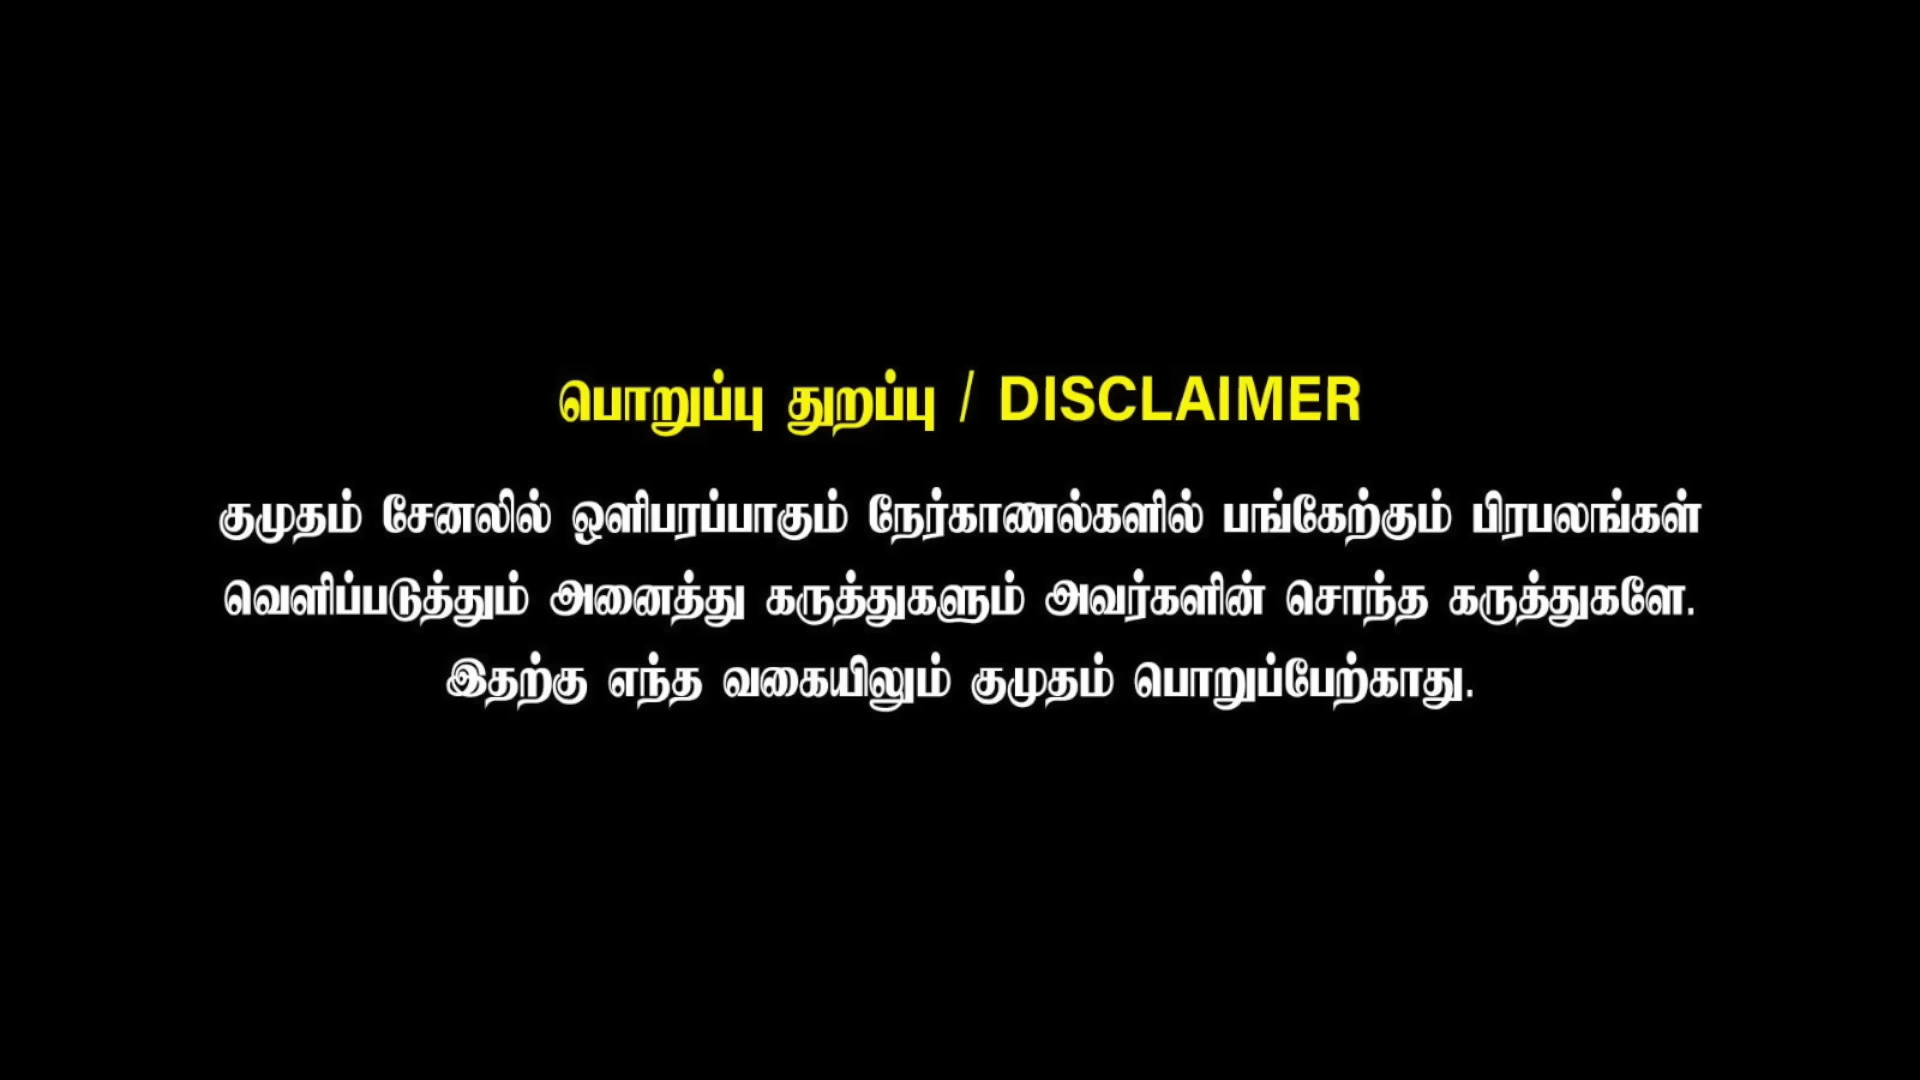 பொறுப்பு துறப்பு / DISCLAIMER
குமுதம் சேனலில் ஒளிபரப்பாகும் நேர்காணல்களில் பங்கேற்கும் பிரபலங்கள்
வெளிப்படுத்தும் அனைத்து கருத்துகளும் அவர்களின் சொந்த கருத்துகளே.
இதற்கு எந்த வகையிலும் குமுதம் பொறுப்பேற்காது.